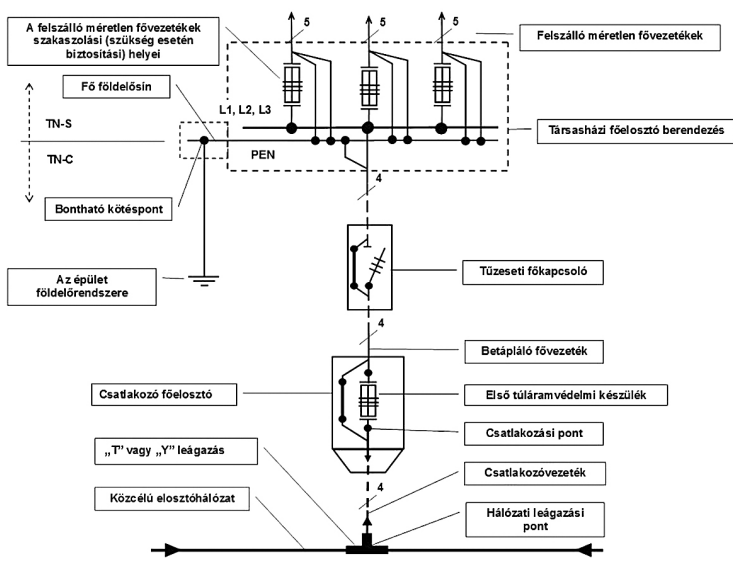 A felszálló méretlen fővezetékek
szakaszolási (szükség esetén
biztosítási) helyei
5
5
5
Felszálló méretlen fővezetékek
Fő földelősín
L1, L2, L3
TN-S
Társasházi főelosztó berendezés
TN-C
PEN
4
Bontható kötéspont
Az épület
földelőrendszere
Tűzeseti főkapcsoló
4
Betápláló fővezeték
Csatlakozó főelosztó
Első túláramvédelmi készülék
Csatlakozási pont
„T” vagy „Y” leágazás
Csatlakozóvezeték
4
Közcélú elosztóhálózat
Hálózati leágazási
pont